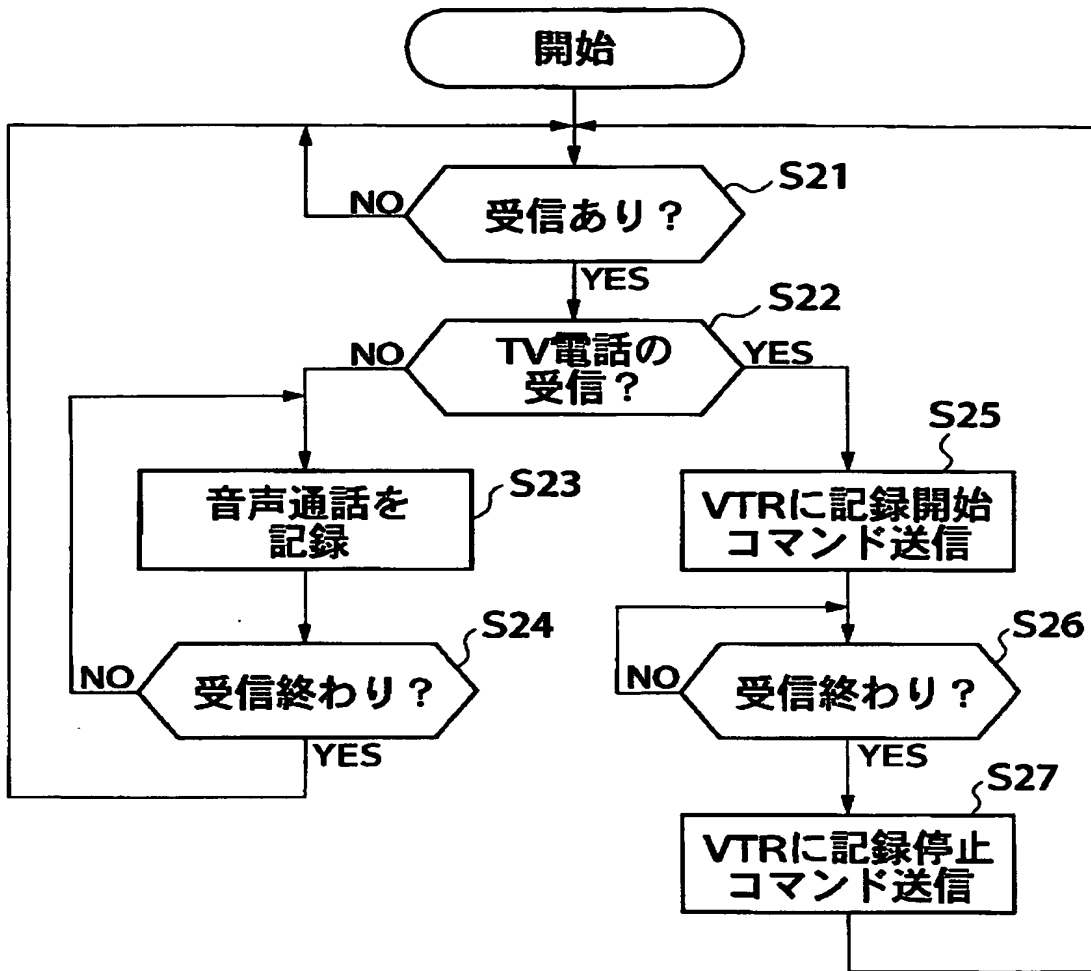 開始
S21
NO
受信あり？
YES
S22
NO
TV電話の
受信？
YES
S23
音声通話を
記録
S24
NO
受信終わり？
YES
S25
VTRに記録開始
コマンド送信
S26
NO
受信終わり？
YES
S27
VTRに記録停止
コマンド送信